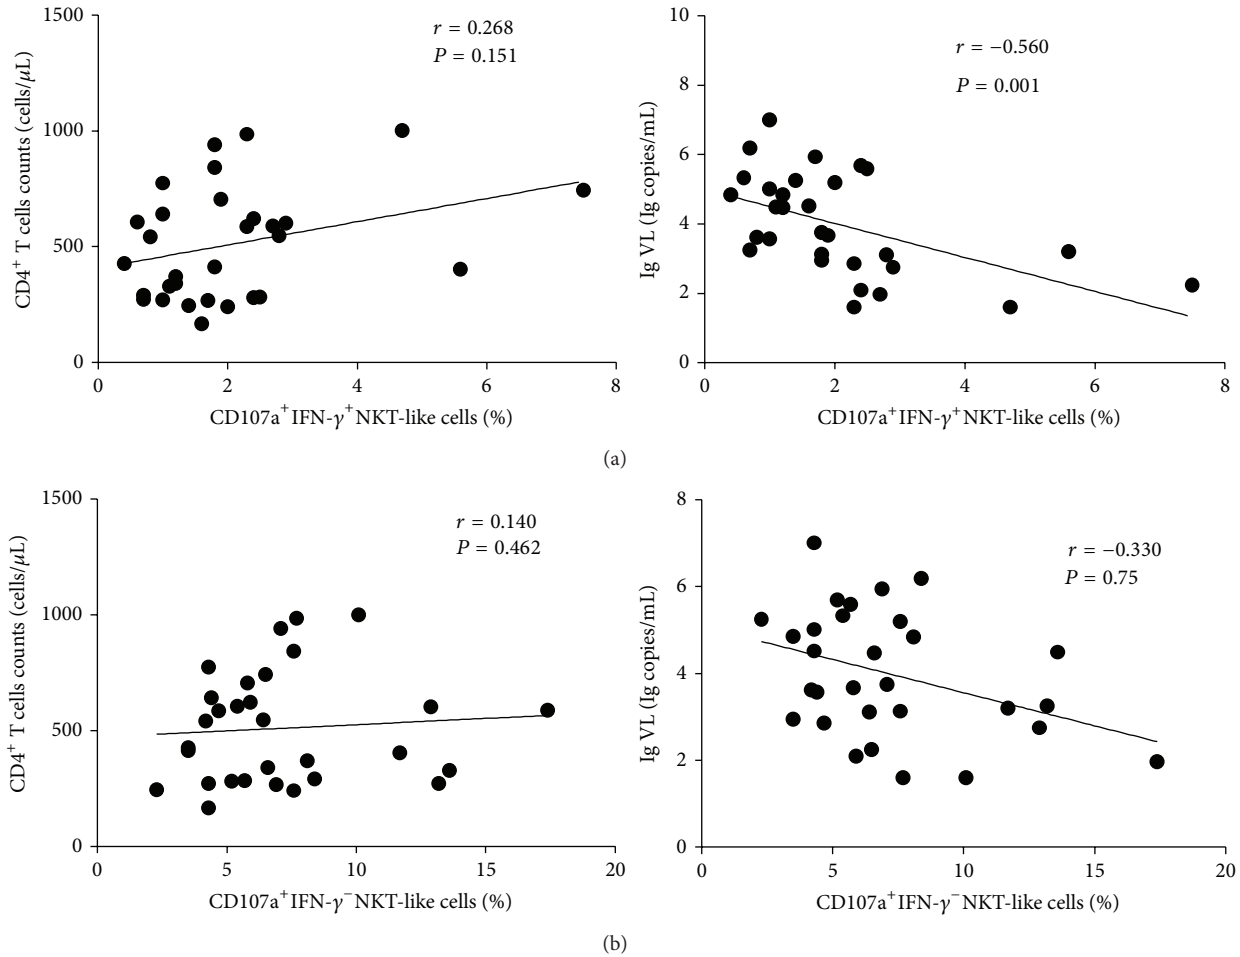 1500
1000
500
0
0 2 4 6 8
CD4⁺ T cells counts (cells/μL)
CD107a⁺IFN-γ⁺NKT-like cells (%)
r = 0.268
P = 0.151
10
8
6
4
2
0
0 2 4 6 8
Ig VL (Ig copies/mL)
CD107a⁺IFN-γ⁺NKT-like cells (%)
r = −0.560
P = 0.001
(a)
1500
1000
500
0
0 5 10 15 20
CD4⁺ T cells counts (cells/μL)
CD107a⁺IFN-γ⁻NKT-like cells (%)
r = 0.140
P = 0.462
8
6
4
2
0
0 5 10 15 20
Ig VL (Ig copies/mL)
CD107a⁺IFN-γ⁻NKT-like cells (%)
r = −0.330
P = 0.75
(b)